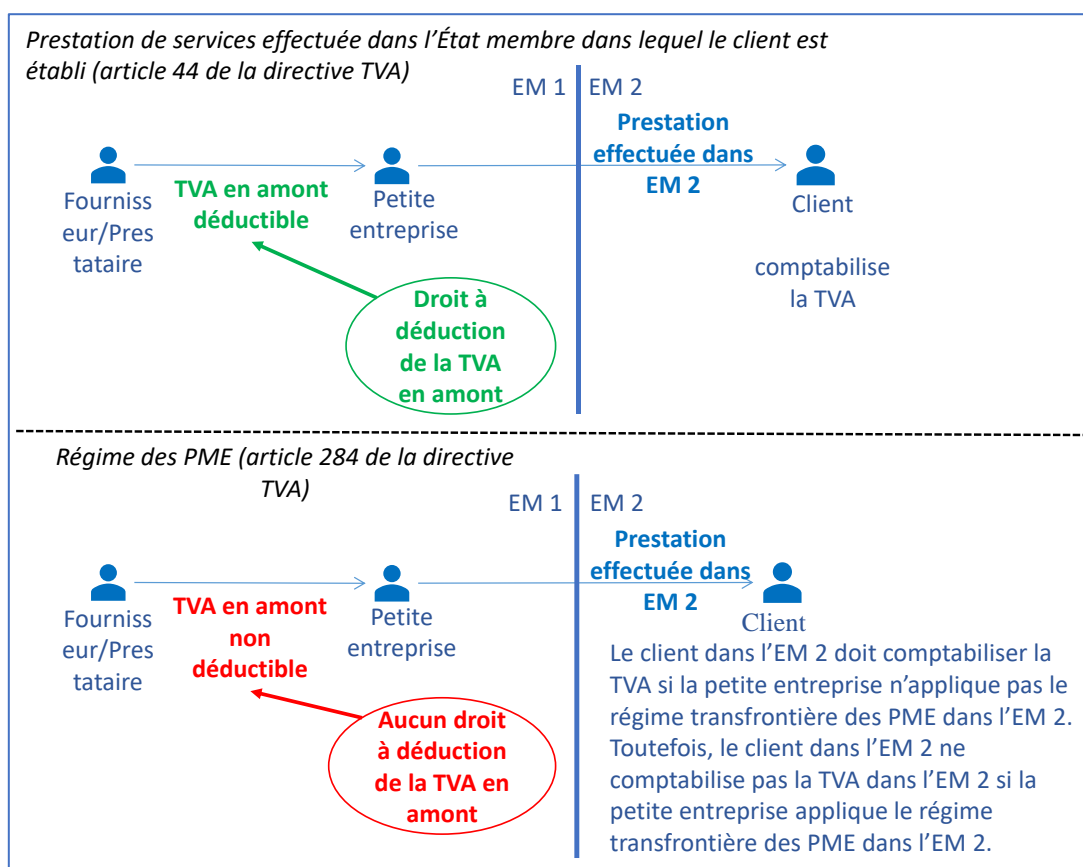 Prestation de services effectuée dans l’État membre dans lequel le client est
établi (article 44 de la directive TVA)
EM 1
EM 2
Prestation
effectuée dans
EM 2
Fourniss
eur/Pres
tataire
TVA en amont
déductible
Petite
entreprise
Client
comptabilise
la TVA
Droit à
déduction
de la TVA
en amont
Régime des PME (article 284 de la directive
TVA)
EM 1
EM 2
Prestation
effectuée dans
EM 2
Fourniss
eur/Pres
tataire
TVA en amont
non
déductible
Petite
entreprise
Client
Le client dans l’EM 2 doit comptabiliser la
TVA si la petite entreprise n’applique pas le
régime transfrontière des PME dans l’EM 2.
Toutefois, le client dans l’EM 2 ne
comptabilise pas la TVA dans l’EM 2 si la
petite entreprise applique le régime
transfrontière des PME dans l’EM 2.
Aucun droit
à déduction
de la TVA en
amont